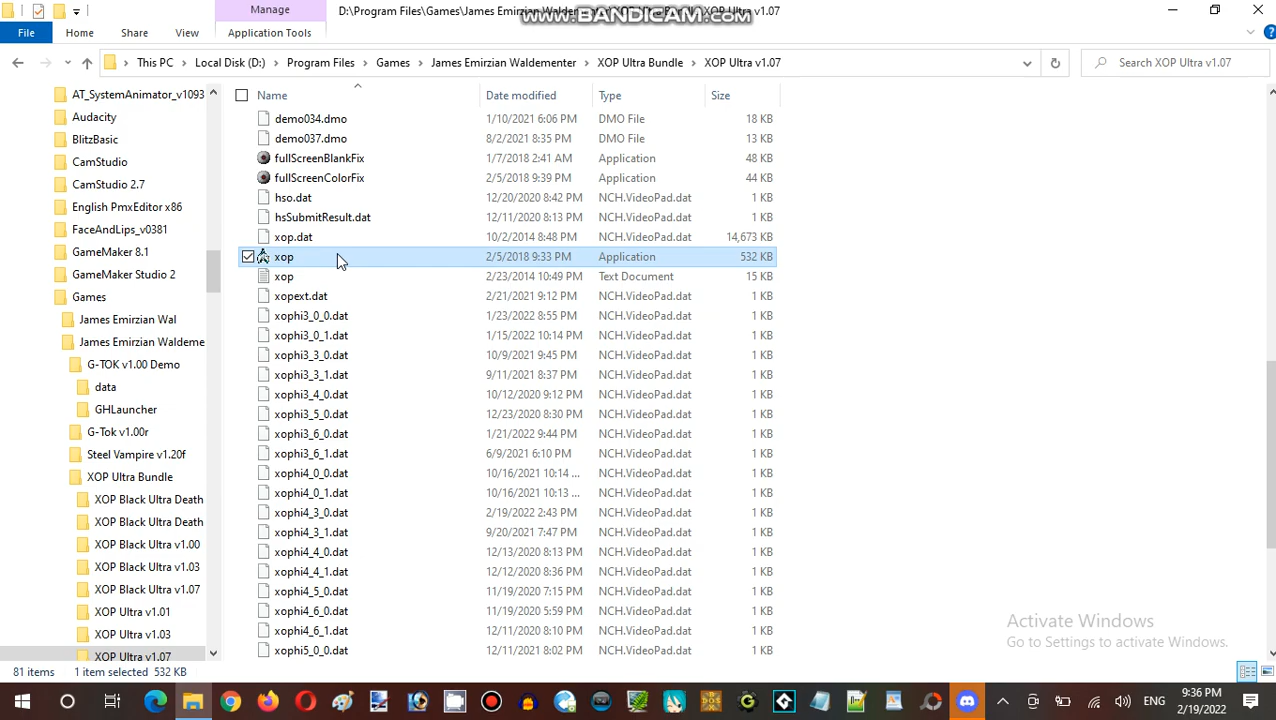 Manage
D:\Program Files\Games\James Emirzian Waldementer
www.BANDICAM.com
v1.07
File
Home
Share
View
Application Tools
This PC
Local Disk (D:)
Program Files
Games
James Emirzian Waldementer
XOP Ultra Bundle
XOP Ultra v1.07
Search XOP Ultra v1.07
AT_SystemAnimator_v1093
Audacity
BlitzBasic
CamStudio
CamStudio 2.7
English PmxEditor x86
FaceAndLips_v0381
GameMaker 8.1
GameMaker Studio 2
Games
James Emirzian Wal
James Emirzian Waldeme
G-TOK v1.00 Demo
data
GHLauncher
G-Tok v1.00r
Steel Vampire v1.20f
XOP Ultra Bundle
XOP Black Ultra Death
XOP Black Ultra Death
XOP Black Ultra v1.00
XOP Black Ultra v1.03
XOP Black Ultra v1.07
XOP Ultra v1.01
XOP Ultra v1.03
XOP Ultra v1.07
Name Date modified Type Size
demo034.dmo 1/10/2021 6:06 PM DMO File 18 KB
demo037.dmo 8/2/2021 8:35 PM DMO File 13 KB
fullScreenBlankFix 1/7/2018 2:41 AM Application 48 KB
fullScreenColorFix 2/5/2018 9:39 PM Application 44 KB
hso.dat 12/20/2020 8:42 PM NCH.VideoPad.dat 1 KB
hsSubmitResult.dat 12/11/2020 8:13 PM NCH.VideoPad.dat 1 KB
xop.dat 10/2/2014 8:48 PM NCH.VideoPad.dat 14,673 KB
xop 2/5/2018 9:33 PM Application 532 KB
xop 2/23/2014 10:49 PM Text Document 15 KB
xopext.dat 2/21/2021 9:12 PM NCH.VideoPad.dat 1 KB
xophi3_0_0.dat 1/23/2022 8:55 PM NCH.VideoPad.dat 1 KB
xophi3_0_1.dat 1/15/2022 10:14 PM NCH.VideoPad.dat 1 KB
xophi3_3_0.dat 10/9/2021 9:45 PM NCH.VideoPad.dat 1 KB
xophi3_3_1.dat 9/11/2021 8:37 PM NCH.VideoPad.dat 1 KB
xophi3_4_0.dat 10/12/2020 9:12 PM NCH.VideoPad.dat 1 KB
xophi3_5_0.dat 12/23/2020 8:30 PM NCH.VideoPad.dat 1 KB
xophi3_6_0.dat 1/21/2022 9:44 PM NCH.VideoPad.dat 1 KB
xophi3_6_1.dat 6/9/2021 6:10 PM NCH.VideoPad.dat 1 KB
xophi4_0_0.dat 10/16/2021 10:14 ... NCH.VideoPad.dat 1 KB
xophi4_0_1.dat 10/16/2021 10:13 ... NCH.VideoPad.dat 1 KB
xophi4_3_0.dat 2/19/2022 2:43 PM NCH.VideoPad.dat 1 KB
xophi4_3_1.dat 9/20/2021 7:47 PM NCH.VideoPad.dat 1 KB
xophi4_4_0.dat 12/13/2020 8:13 PM NCH.VideoPad.dat 1 KB
xophi4_4_1.dat 12/12/2020 8:36 PM NCH.VideoPad.dat 1 KB
xophi4_5_0.dat 11/19/2020 7:15 PM NCH.VideoPad.dat 1 KB
xophi4_6_0.dat 11/19/2020 5:59 PM NCH.VideoPad.dat 1 KB
xophi4_6_1.dat 12/11/2020 8:10 PM NCH.VideoPad.dat 1 KB
xophi5_0_0.dat 12/11/2021 8:02 PM NCH.VideoPad.dat 1 KB
Activate Windows
Go to Settings to activate Windows.
81 items 1 item selected 532 KB
ENG
9:36 PM
2/19/2022